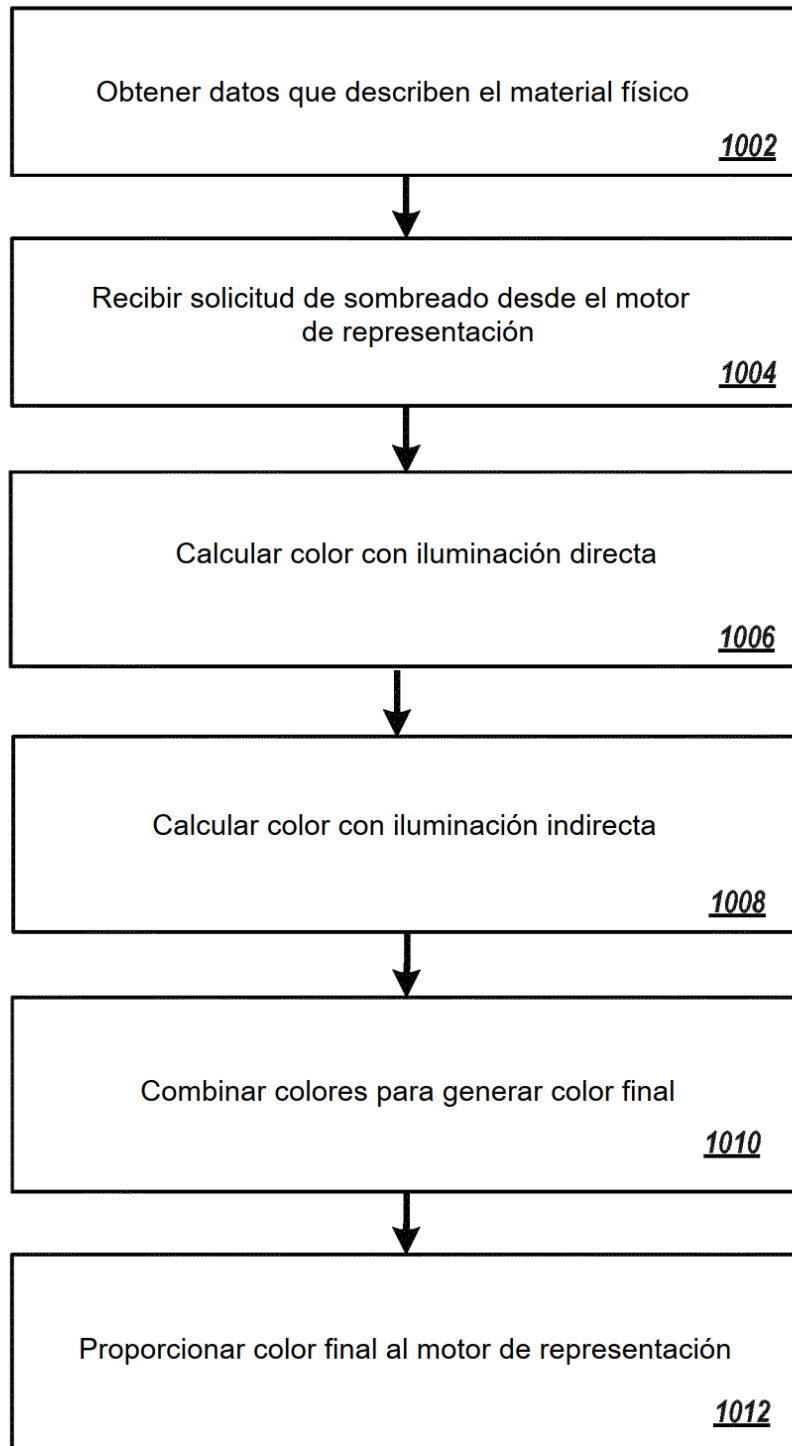 Obtener datos que describen el material físico
1002
Recibir solicitud de sombreado desde el motor
de representación
1004
Calcular color con iluminación directa
1006
Calcular color con iluminación indirecta
1008
Combinar colores para generar color final
1010
Proporcionar color final al motor de representación
1012